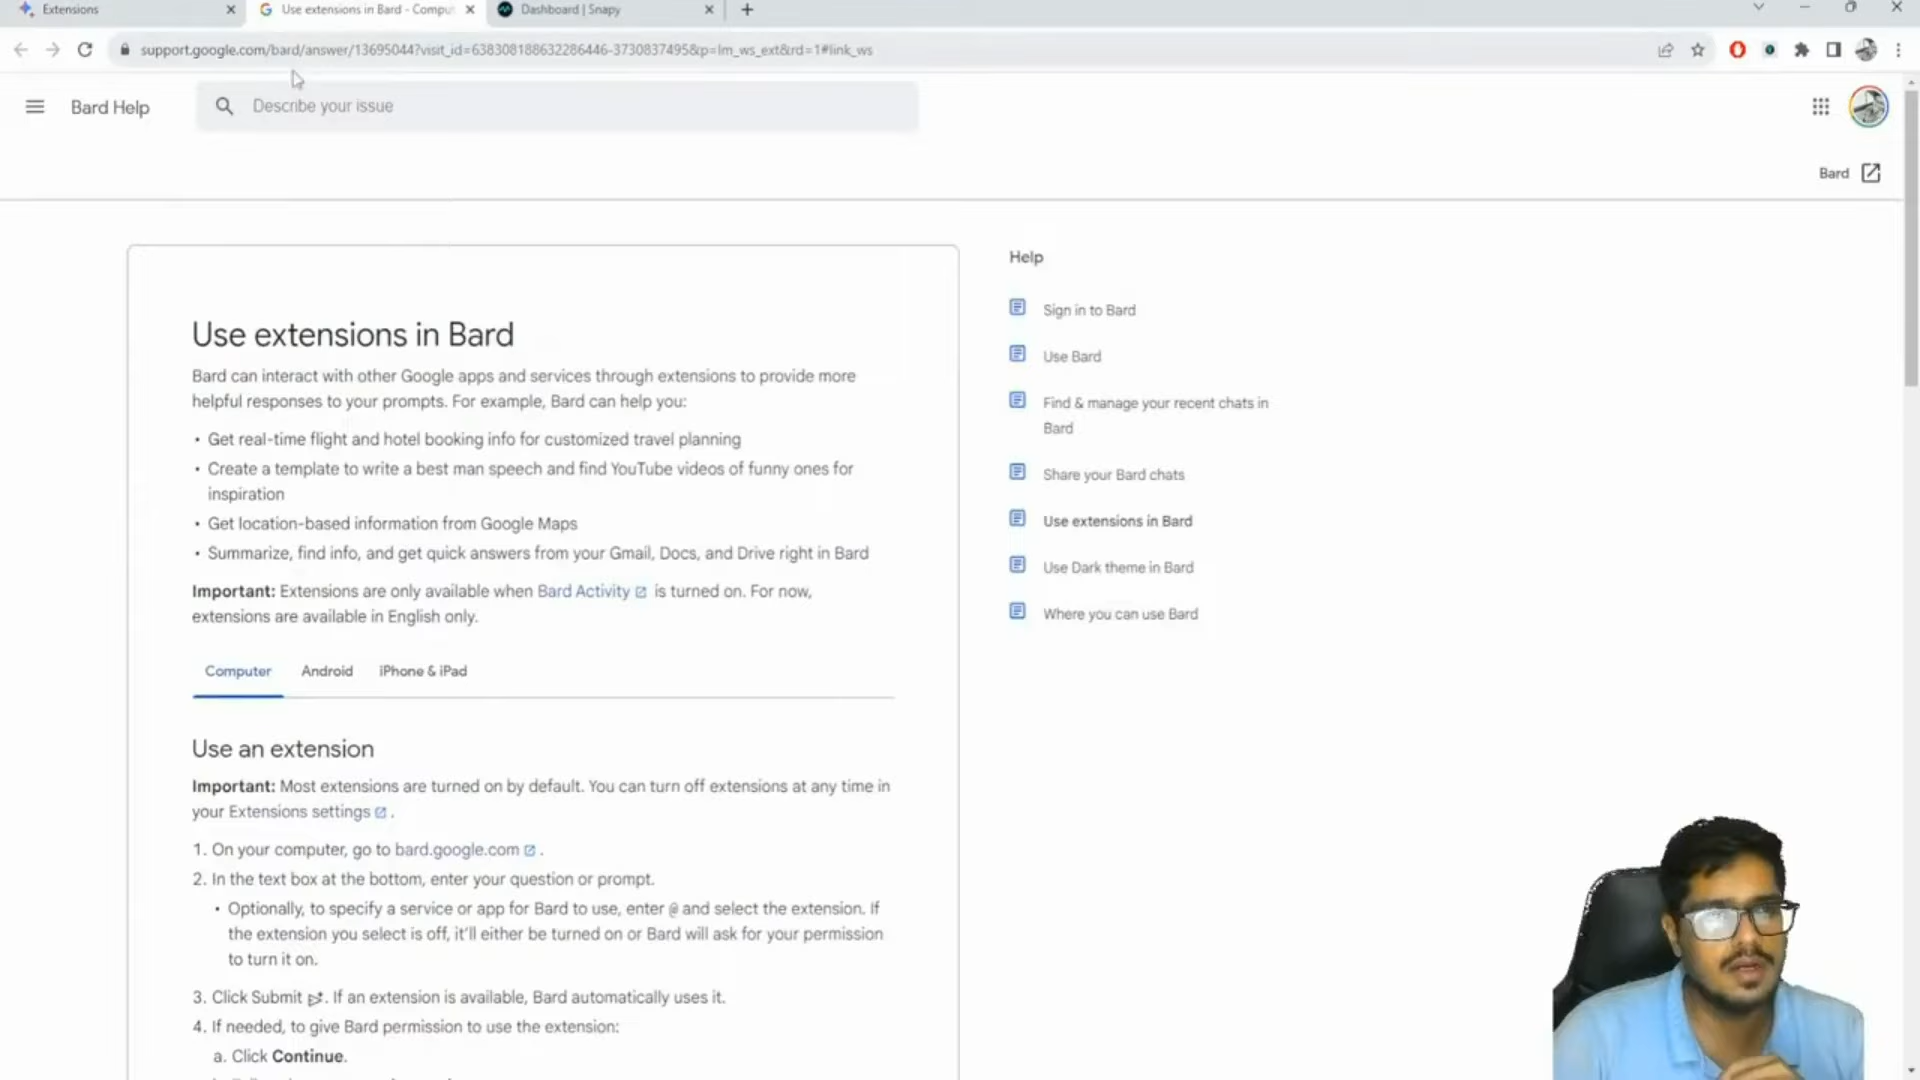 Extensions
Use extensions in Bard - Comput
Dashboard | Snapy
support.google.com/bard/answer/13695044?visit_id=638308188632286446-3730837495&p=lm_ws_ext&rd=1#link_ws
Bard Help
Describe your issue
Bard
Use extensions in Bard
Bard can interact with other Google apps and services through extensions to provide more
helpful responses to your prompts. For example, Bard can help you:
• Get real-time flight and hotel booking info for customized travel planning
• Create a template to write a best man speech and find YouTube videos of funny ones for
inspiration
• Get location-based information from Google Maps
• Summarize, find info, and get quick answers from your Gmail, Docs, and Drive right in Bard
Important: Extensions are only available when Bard Activity is turned on. For now,
extensions are available in English only.
Computer Android iPhone & iPad
Use an extension
Important: Most extensions are turned on by default. You can turn off extensions at any time in
your Extensions settings .
1. On your computer, go to bard.google.com .
2. In the text box at the bottom, enter your question or prompt.
• Optionally, to specify a service or app for Bard to use, enter @ and select the extension. If
the extension you select is off, it'll either be turned on or Bard will ask for your permission
to turn it on.
3. Click Submit . If an extension is available, Bard automatically uses it.
4. If needed, to give Bard permission to use the extension:
a. Click Continue.
Help
Sign in to Bard
Use Bard
Find & manage your recent chats in
Bard
Share your Bard chats
Use extensions in Bard
Use Dark theme in Bard
Where you can use Bard